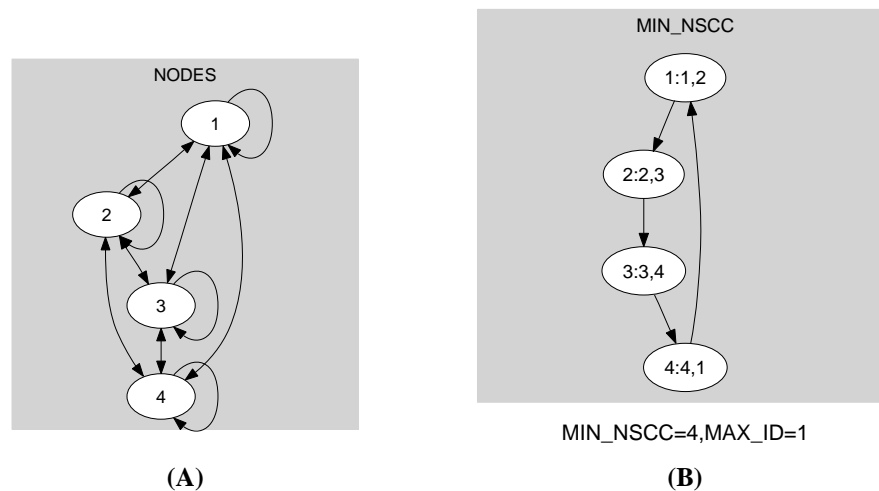 NODES
1
2
3
4
(A)
MIN_NSCC
1:1,2
2:2,3
3:3,4
4:4,1
MIN_NSCC=4,MAX_ID=1
(B)